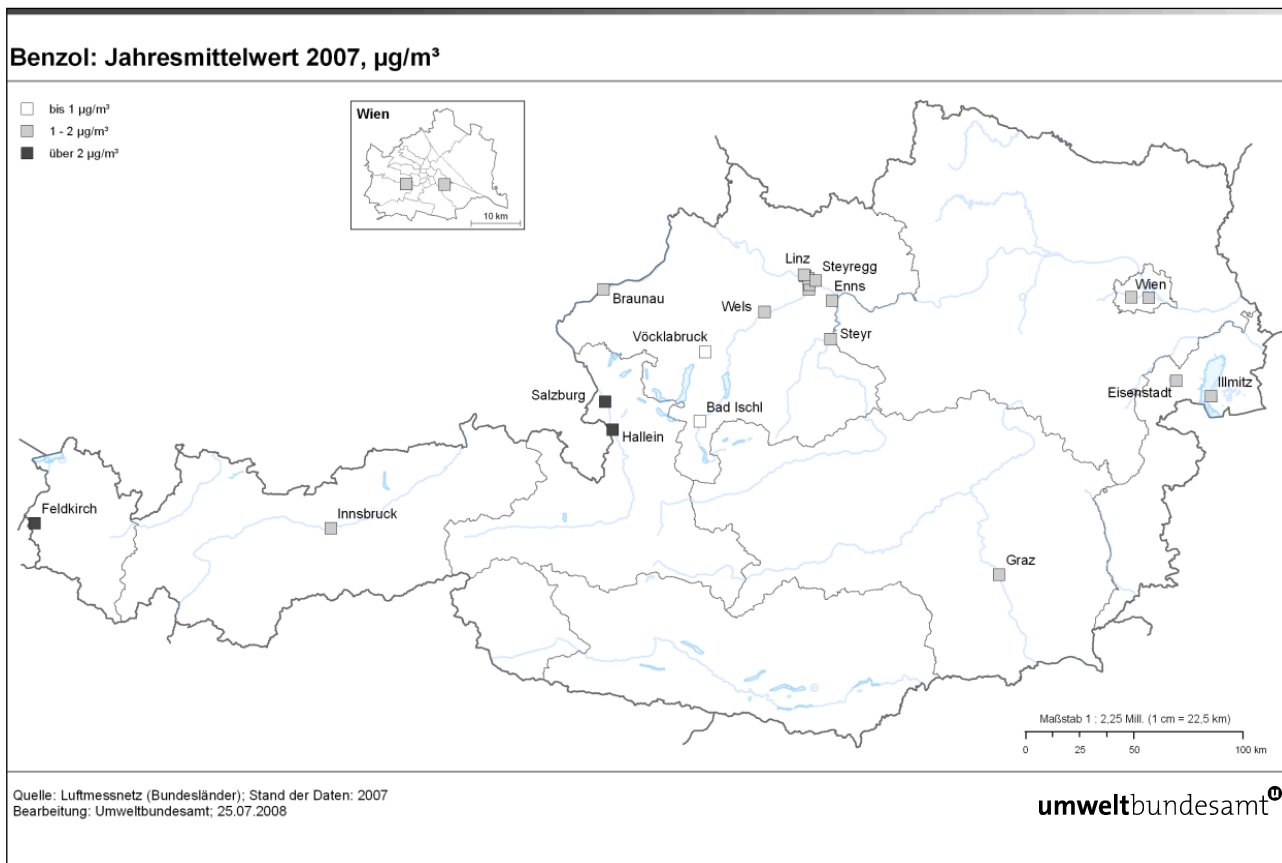 Benzol: Jahresmittelwert 2007, µg/m³
bis 1 µg/m³
1 - 2 µg/m³
über 2 µg/m³
Wien
10 km
Linz
Steyregg
Enns
Braunau
Wels
Wien
Vöcklabruck
Steyr
Eisenstadt
Illmitz
Salzburg
Bad Ischl
Hallein
Feldkirch
Innsbruck
Graz
Maßstab 1 : 2,25 Mill. (1 cm = 22,5 km)
0 25 50 100 km
Quelle: Luftmessnetz (Bundesländer); Stand der Daten: 2007
Bearbeitung: Umweltbundesamt; 25.07.2008
umweltbundesamt
u